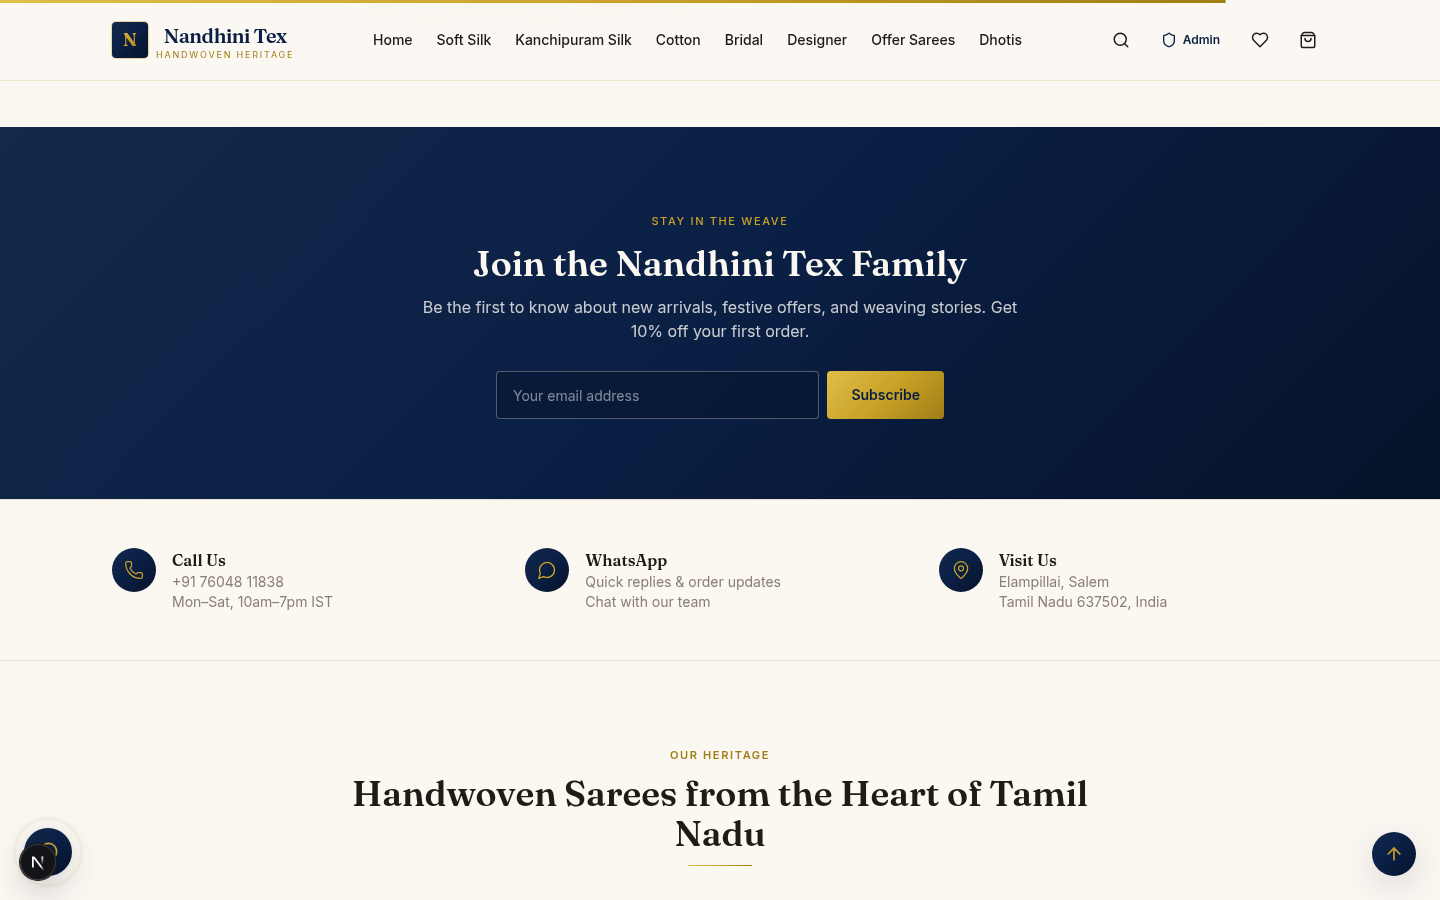 N
Nandhini Tex
HANDWOVEN HERITAGE
Home
Soft Silk
Kanchipuram Silk
Cotton
Bridal
Designer
Offer Sarees
Dhotis
Admin
STAY IN THE WEAVE
Join the Nandhini Tex Family
Be the first to know about new arrivals, festive offers, and weaving stories. Get
10% off your first order.
Your email address
Subscribe
Call Us
+91 76048 11838
Mon–Sat, 10am–7pm IST
WhatsApp
Quick replies & order updates
Chat with our team
Visit Us
Elampillai, Salem
Tamil Nadu 637502, India
OUR HERITAGE
Handwoven Sarees from the Heart of Tamil
Nadu
N